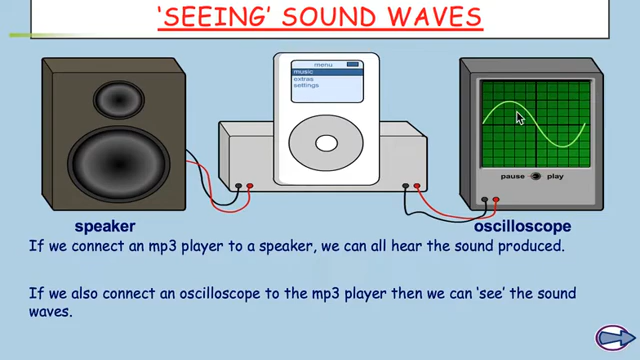 ‘SEEING’ SOUND WAVES
menu
music
extras
settings
pause play
speaker
oscilloscope
If we connect an mp3 player to a speaker, we can all hear the sound produced.
If we also connect an oscilloscope to the mp3 player then we can ‘see’ the sound
waves.